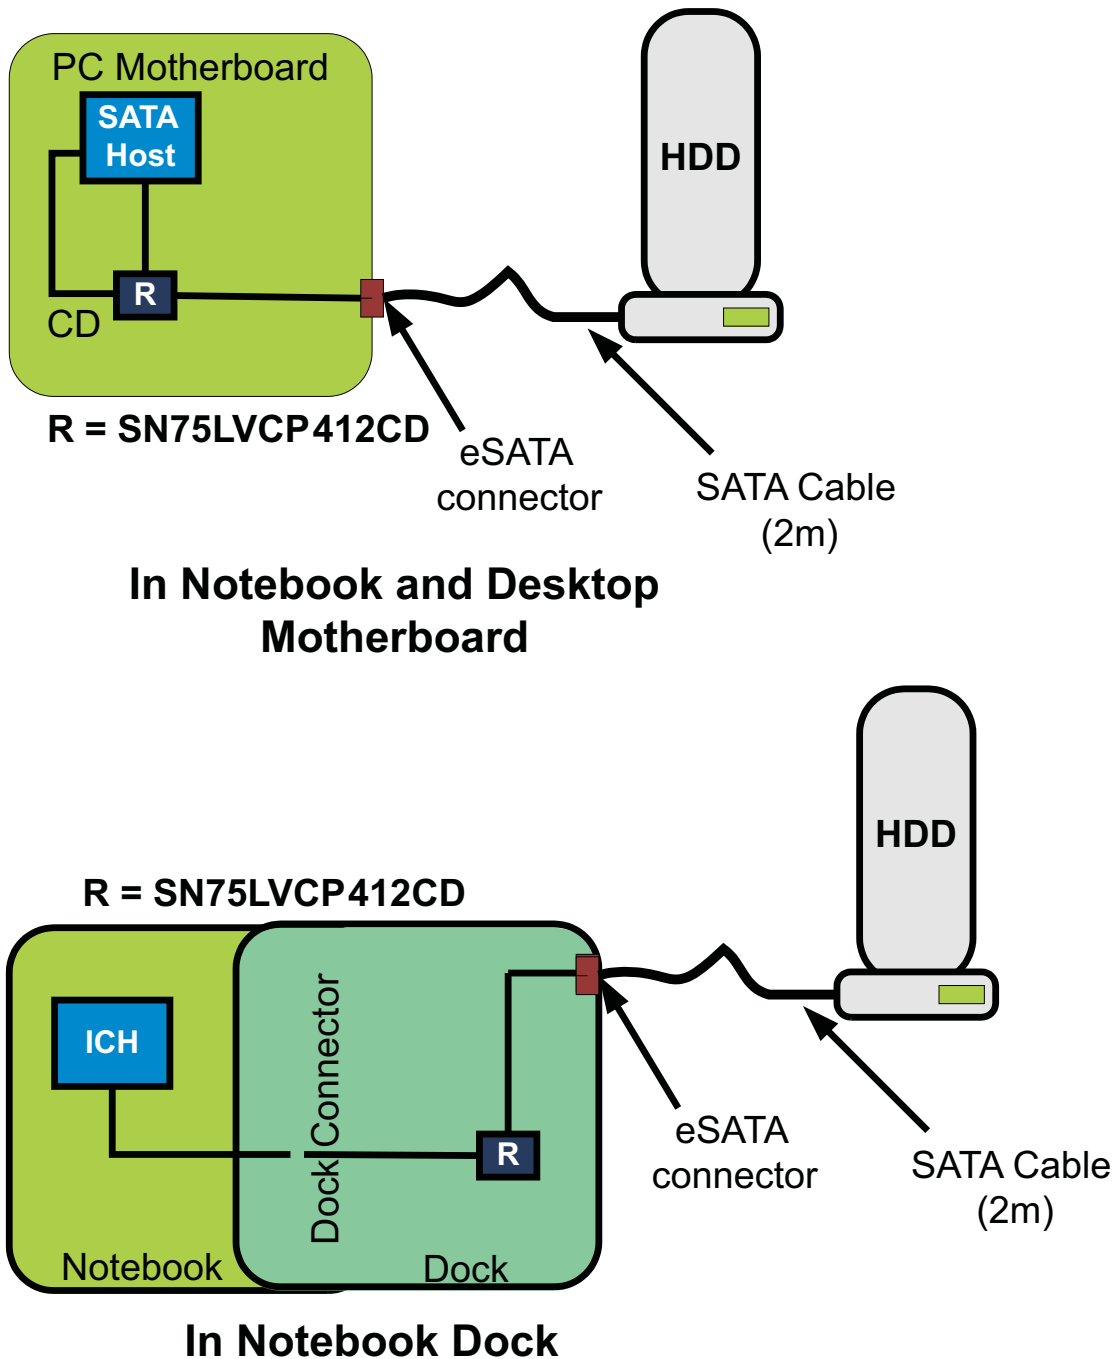 PC Motherboard
SATA
Host
HDD
R
CD
R = SN75LVCP412CD
eSATA
connector
SATA Cable
(2m)
In Notebook and Desktop
Motherboard
HDD
R = SN75LVCP412CD
ICH
Dock Connector
R
eSATA
connector
SATA Cable
(2m)
Notebook
Dock
In Notebook Dock